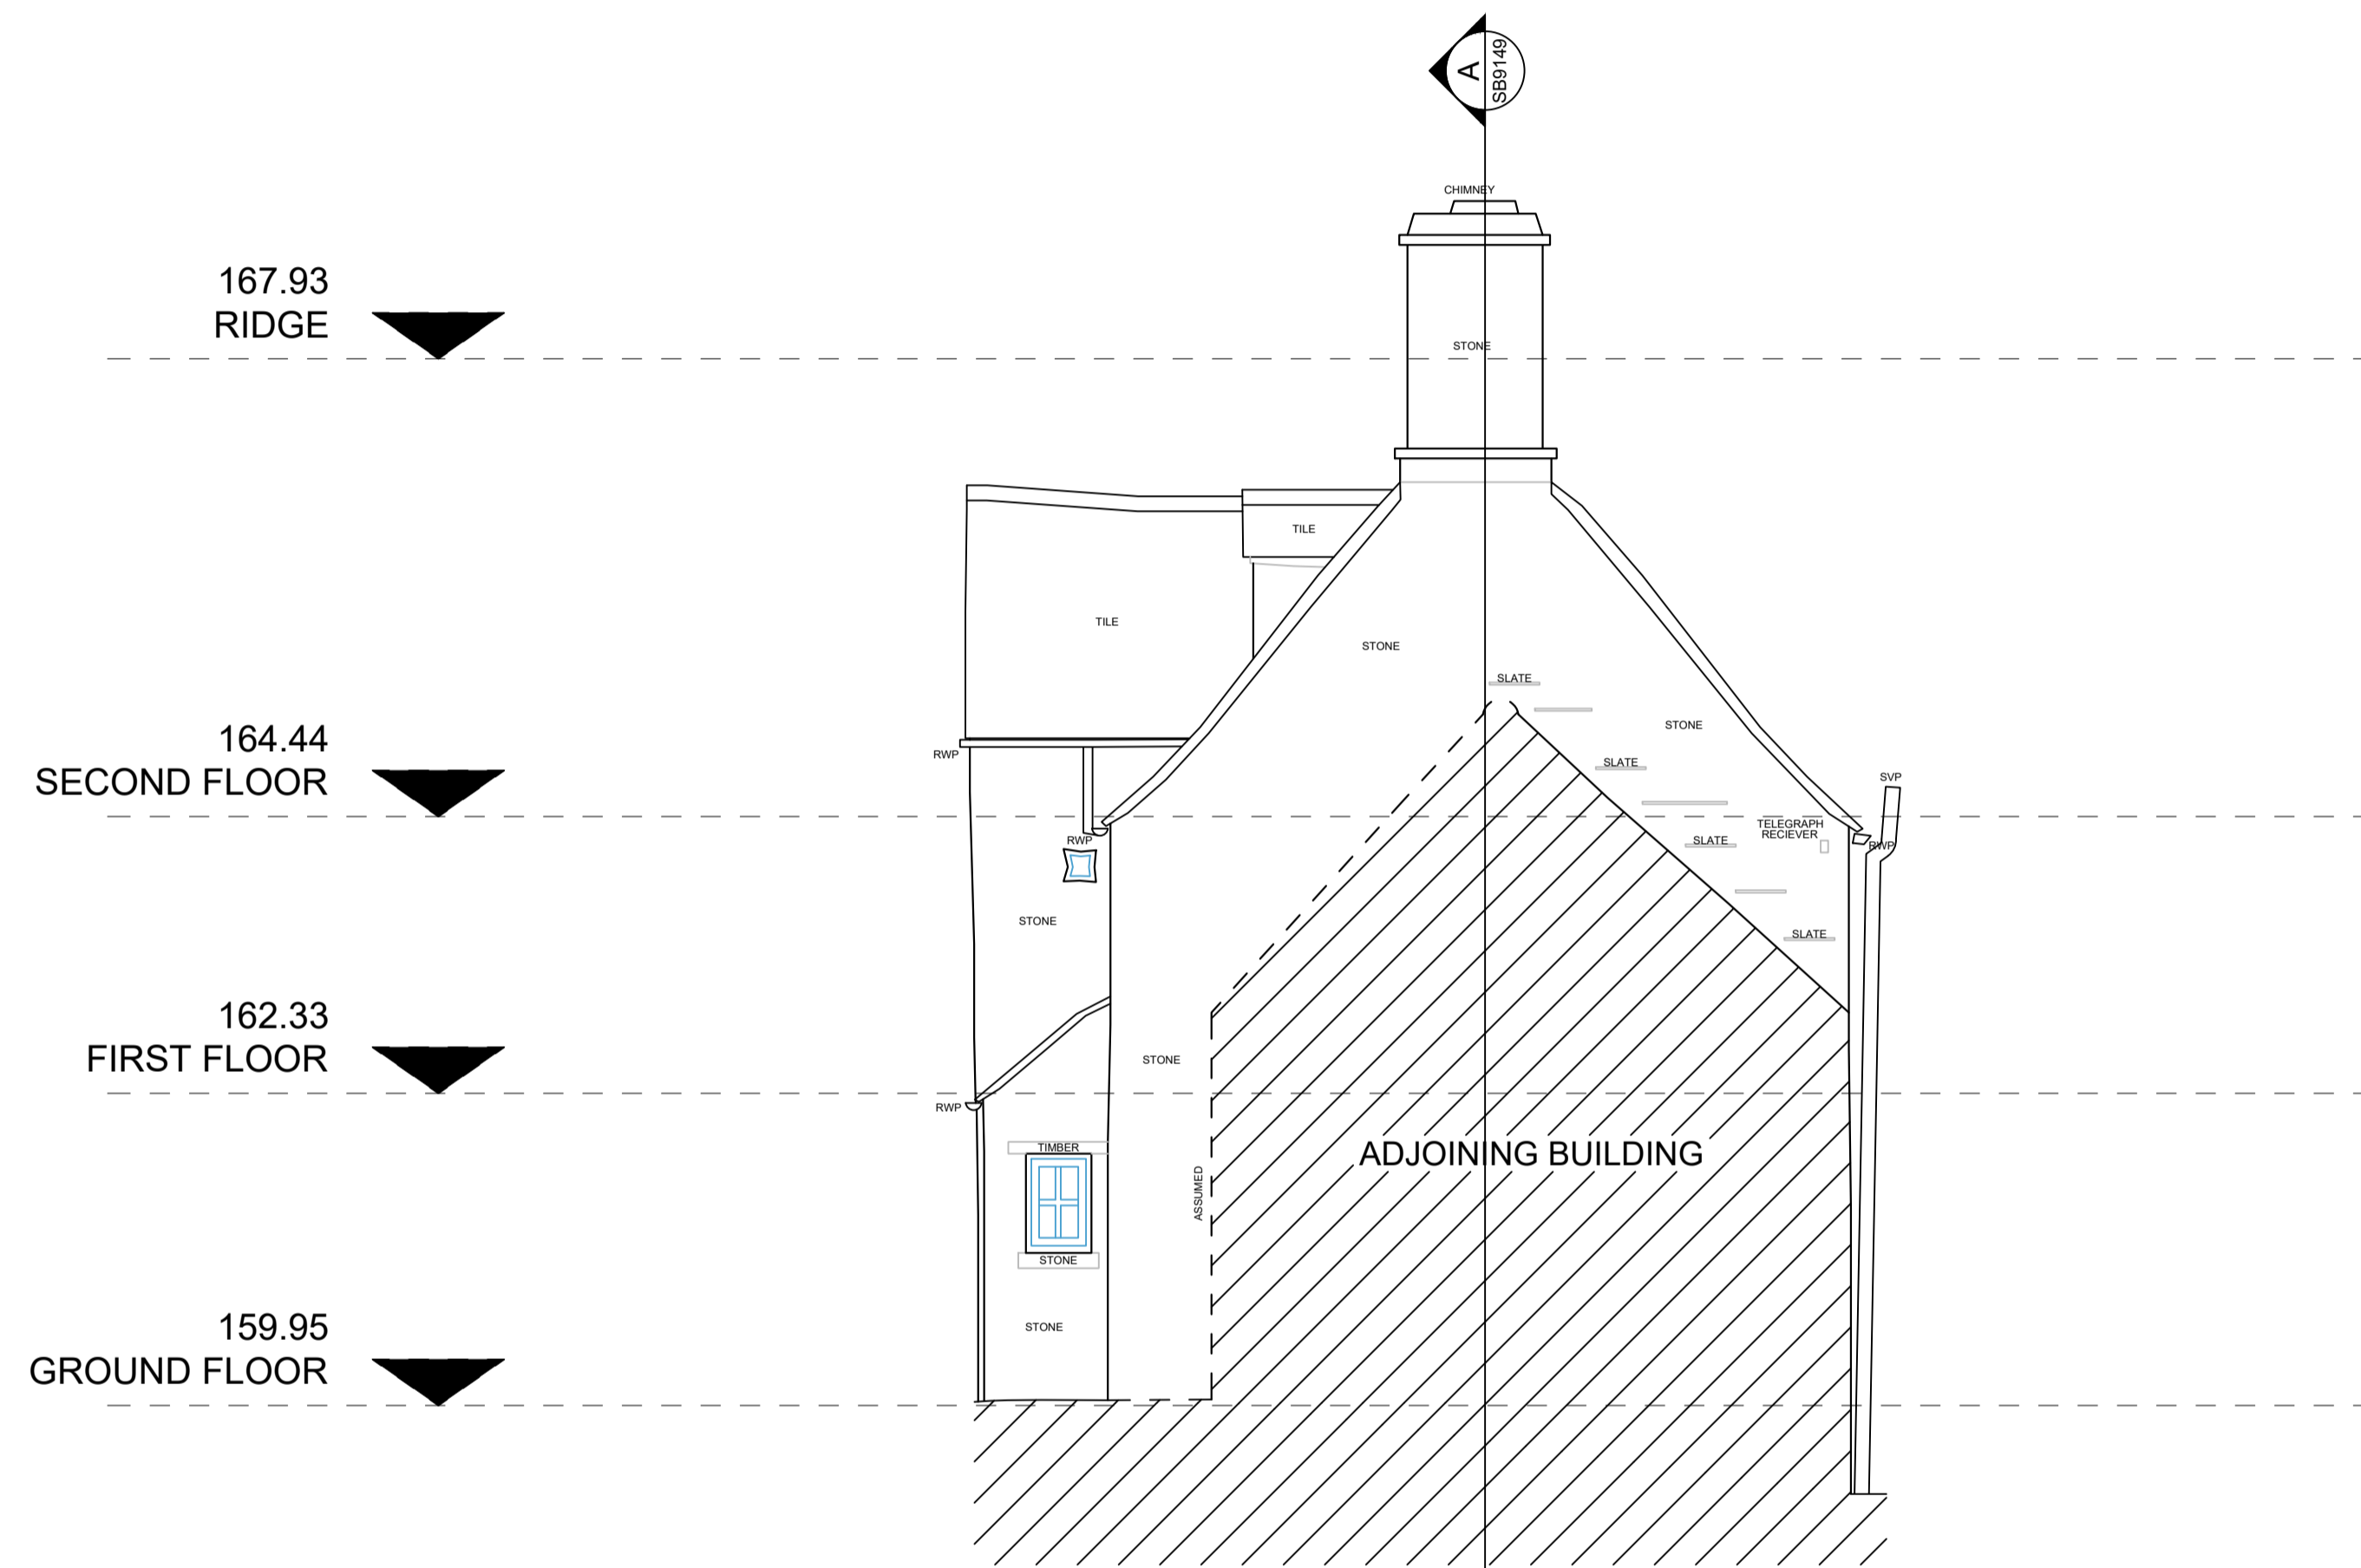 A
SB9149
CHIMNEY
167.93
RIDGE
STONE
TILE
TILE
STONE
SLATE
STONE
164.44
SECOND FLOOR
RWP
SLATE
SVP
TELEGRAPH
RECIEVER
RWP
SLATE
RWP
STONE
SLATE
162.33
FIRST FLOOR
STONE
RWP
TIMBER
ADJOINING BUILDING
ASSUMED
STONE
159.95
GROUND FLOOR
STONE